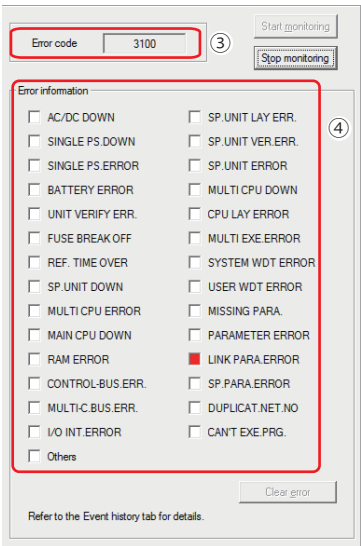 Start monitoring
Error code 3100 ③
Stop monitoring
Error information
④
AC/DC DOWN SP.UNIT LAY ERR.
SINGLE PS.DOWN SP.UNIT VER.ERR.
SINGLE PS.ERROR SP.UNIT ERROR
BATTERY ERROR MULTI CPU DOWN
UNIT VERIFY ERR. CPU LAY ERROR
FUSE BREAK OFF MULTI EXE.ERROR
REF. TIME OVER SYSTEM WDT ERROR
SP.UNIT DOWN USER WDT ERROR
MULTI CPU ERROR MISSING PARA.
MAIN CPU DOWN PARAMETER ERROR
RAM ERROR LINK PARA.ERROR
CONTROL-BUS.ERR. SP.PARA.ERROR
MULTI-C.BUS.ERR. DUPLICAT.NET.NO
I/O INT.ERROR CAN'T EXE.PRG.
Others
Clear error
Refer to the Event history tab for details.